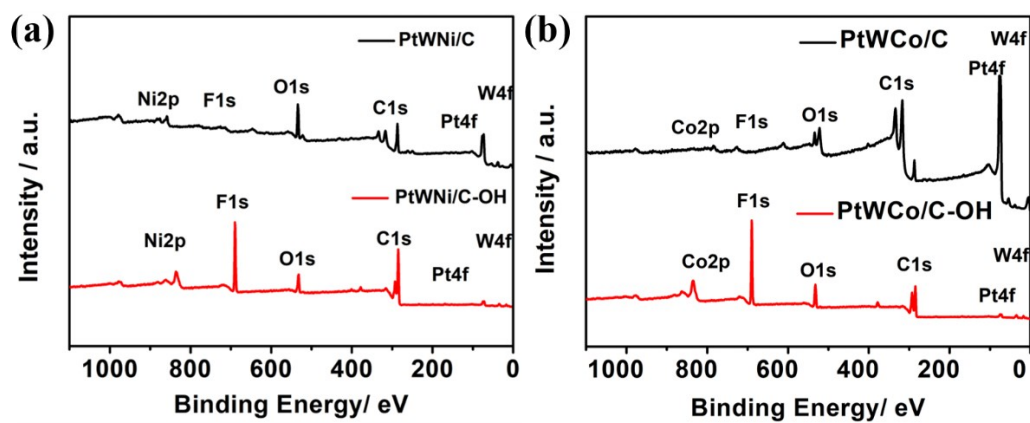 (a)
PtWNi/C
Ni2p
F1s
O1s
C1s
Pt4f
W4f
PtWNi/C-OH
Ni2p
F1s
O1s
C1s
Pt4f
W4f
Intensity / a.u.
1000 800 600 400 200 0
Binding Energy/ eV
(b)
PtWCo/C
Co2p
F1s
O1s
C1s
Pt4f
W4f
PtWCo/C-OH
Co2p
F1s
O1s
C1s
Pt4f
W4f
Intensity / a.u.
1000 800 600 400 200 0
Binding Energy/ eV